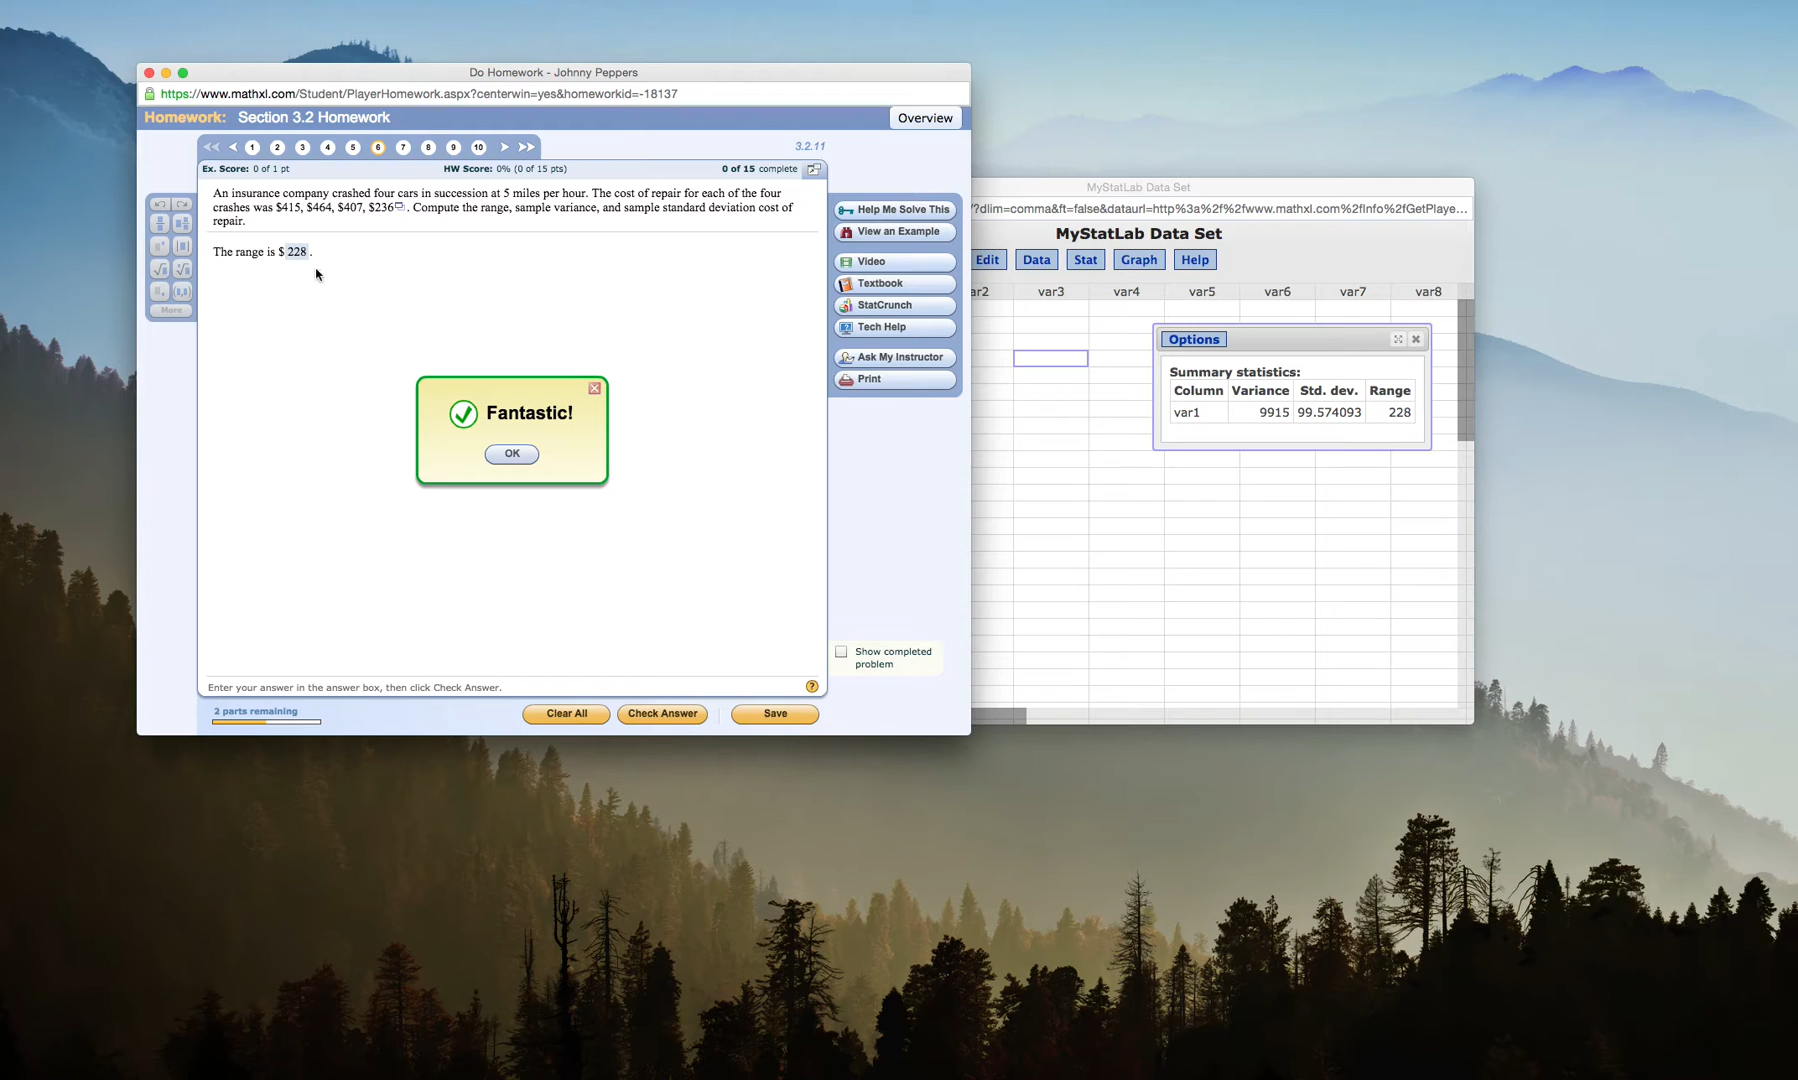 Do Homework - Johnny Peppers
https://www.mathxl.com/Student/PlayerHomework.aspx?centerwin=yes&homeworkid=-18137
Homework: Section 3.2 Homework
Overview
1 2 3 4 5 6 7 8 9 10
3.2.11
Ex. Score: 0 of 1 pt
HW Score: 0% (0 of 15 pts)
0 of 15 complete
An insurance company crashed four cars in succession at 5 miles per hour. The cost of repair for each of the four
crashes was $415, $464, $407, $236 . Compute the range, sample variance, and sample standard deviation cost of
repair.
The range is $ 228 .
More
Fantastic!
OK
Help Me Solve This
View an Example
Video
Textbook
StatCrunch
Tech Help
Ask My Instructor
Print
Show completed
problem
Enter your answer in the answer box, then click Check Answer.
?
2 parts remaining
Clear All
Check Answer
Save
MyStatLab Data Set
/?dlim=comma&ft=false&dataurl=http%3a%2f%2fwww.mathxl.com%2fInfo%2fGetPlaye...
MyStatLab Data Set
Edit Data Stat Graph Help
ar2 var3 var4 var5 var6 var7 var8
Options
Summary statistics:
Column Variance Std. dev. Range
var1 9915 99.574093 228